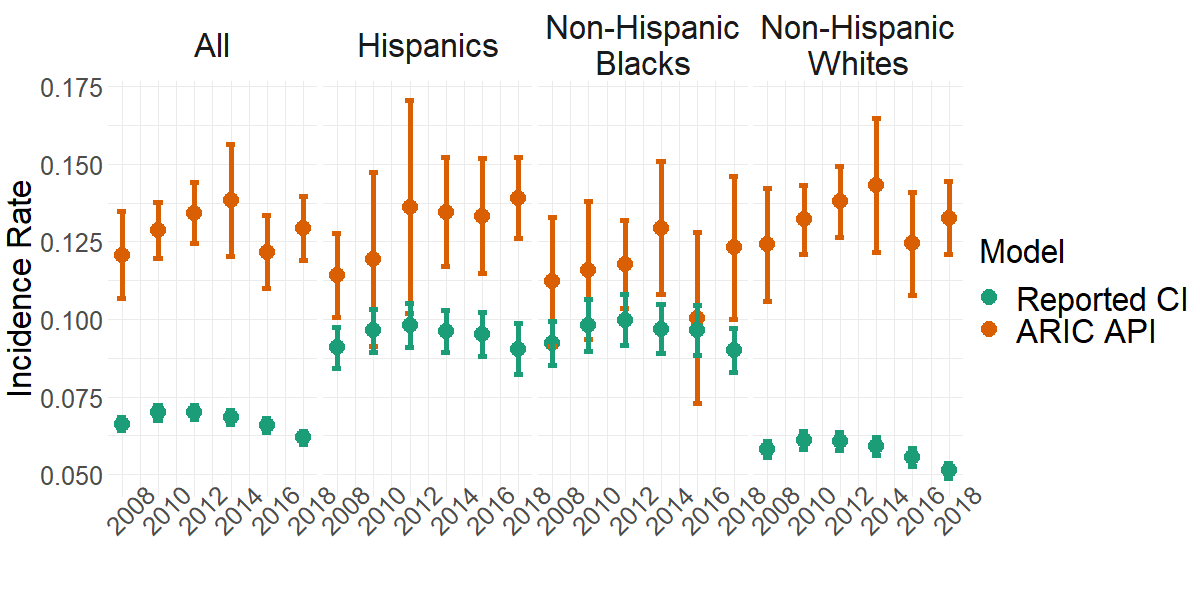 All
Hispanics
Non-Hispanic
Blacks
Non-Hispanic
Whites
0.175
0.150
0.125
0.100
0.075
0.050
Incidence Rate
2008 2010 2012 2014 2016 2018
2008 2010 2012 2014 2016 2018
2008 2010 2012 2014 2016 2018
2008 2010 2012 2014 2016 2018
Model
Reported CI
ARIC API